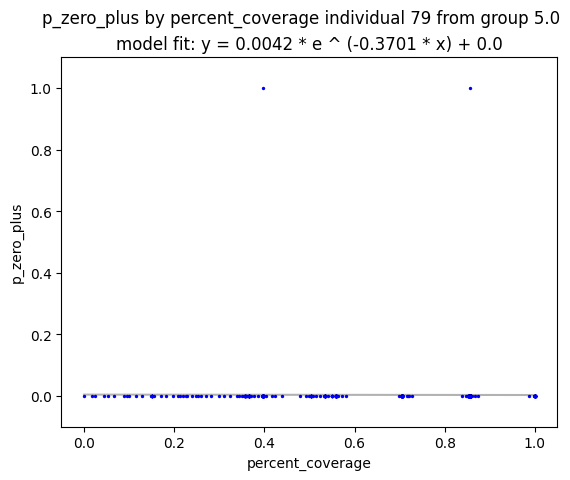 p_zero_plus by percent_coverage individual 79 from group 5.0
model fit: y = 0.0042 * e ^ (-0.3701 * x) + 0.0
1.0
0.8
0.6
0.4
0.2
0.0
p_zero_plus
0.0 0.2 0.4 0.6 0.8 1.0
percent_coverage